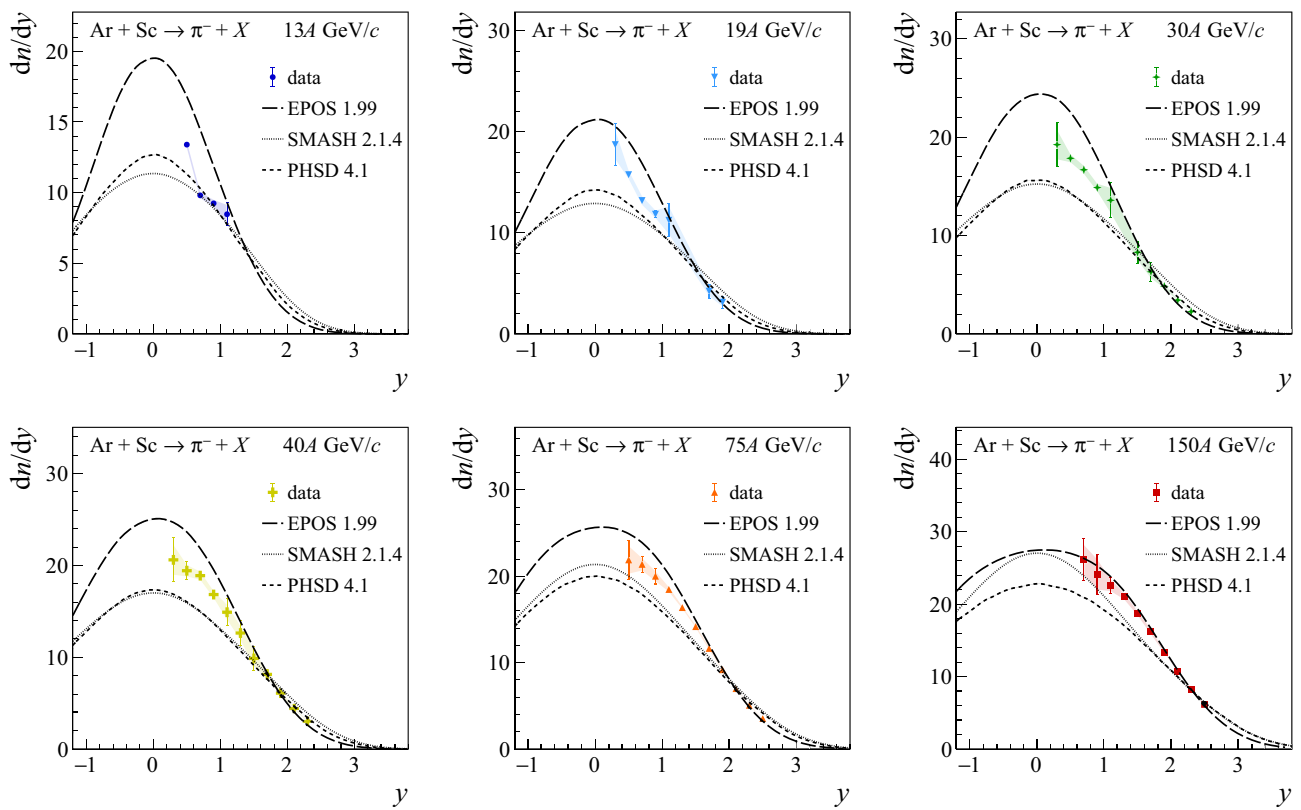 Ar + Sc → π⁻ + X 13A GeV/c
dn/dy
20
15
10
5
0
data
EPOS 1.99
SMASH 2.1.4
PHSD 4.1
−1 0 1 2 3
y
Ar + Sc → π⁻ + X 19A GeV/c
dn/dy
30
20
10
0
data
EPOS 1.99
SMASH 2.1.4
PHSD 4.1
−1 0 1 2 3
y
Ar + Sc → π⁻ + X 30A GeV/c
dn/dy
30
20
10
0
data
EPOS 1.99
SMASH 2.1.4
PHSD 4.1
−1 0 1 2 3
y
Ar + Sc → π⁻ + X 40A GeV/c
dn/dy
30
20
10
0
data
EPOS 1.99
SMASH 2.1.4
PHSD 4.1
−1 0 1 2 3
y
Ar + Sc → π⁻ + X 75A GeV/c
dn/dy
30
20
10
0
data
EPOS 1.99
SMASH 2.1.4
PHSD 4.1
−1 0 1 2 3
y
Ar + Sc → π⁻ + X 150A GeV/c
dn/dy
40
30
20
10
0
data
EPOS 1.99
SMASH 2.1.4
PHSD 4.1
−1 0 1 2 3
y